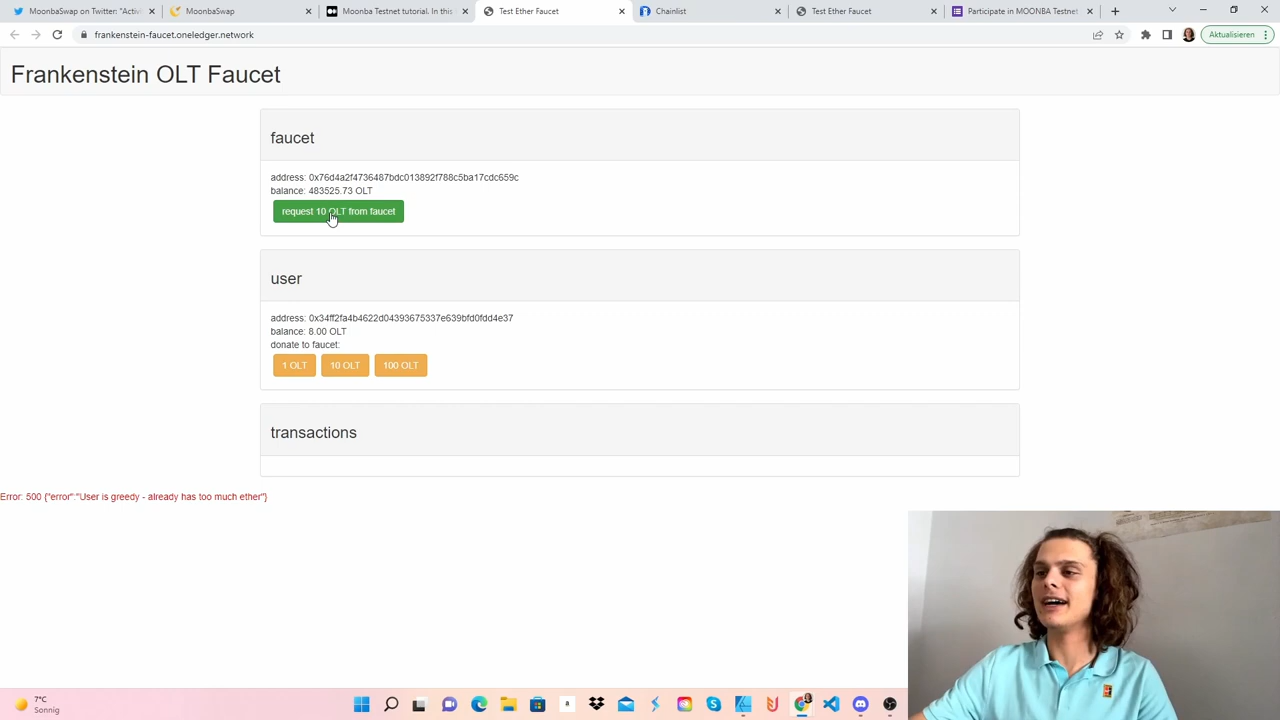 MoonbaSwap on Twitter: "Activ
MoonbaSwap
Moonba Testnet tutorial. In this
Test Ether Faucet
Chainlist
Test Ether Faucet
Participate in MOONBA Testnet
frankenstein-faucet.oneledger.network
Aktualisieren
Frankenstein OLT Faucet
faucet
address: 0x76d4a2f4736487bdc013892f788c5ba17cdc659c
balance: 483525.73 OLT
request 10 OLT from faucet
user
address: 0x34ff2fa4b4622d04393675337e639bfd0fdd4e37
balance: 8.00 OLT
donate to faucet:
1 OLT
10 OLT
100 OLT
transactions
Error: 500 {"error":"User is greedy - already has too much ether"}
7°C
Sonnig